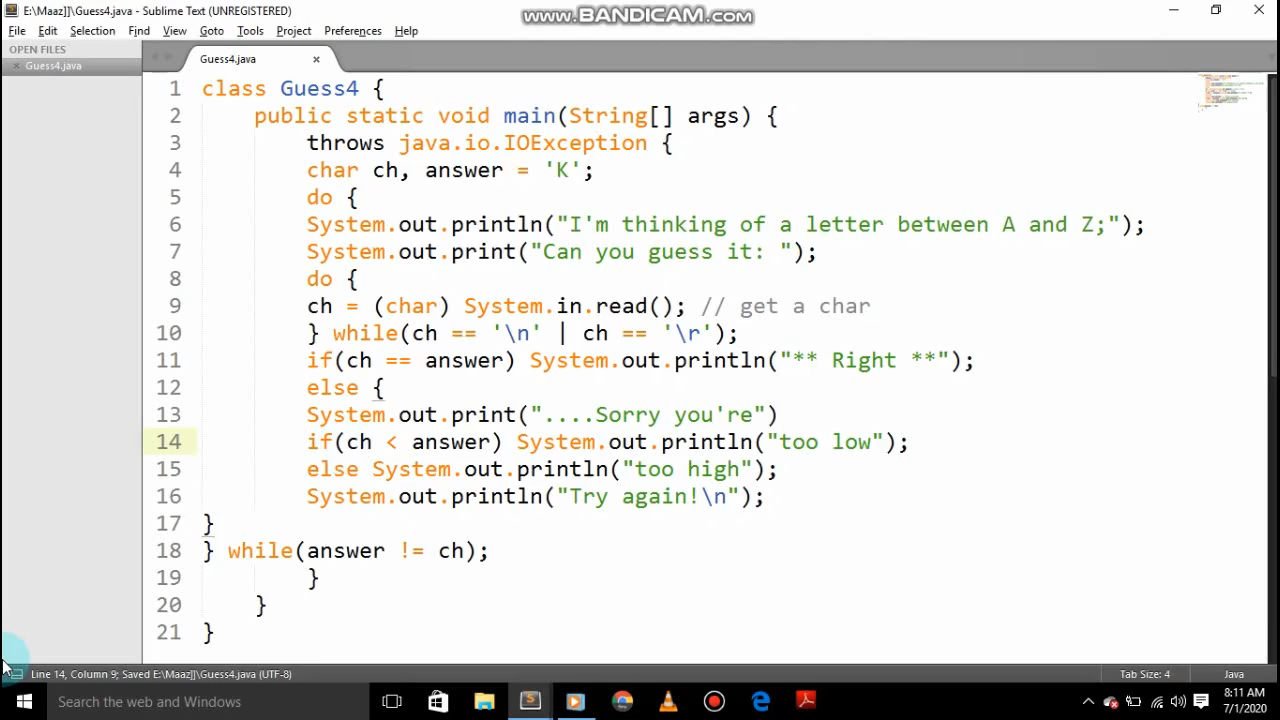 E:\Maaz]]\Guess4.java - Sublime Text (UNREGISTERED)
www.BANDICAM.com
File Edit Selection Find View Goto Tools Project Preferences Help
OPEN FILES
Guess4.java
Guess4.java
1 class Guess4 {
2 public static void main(String[] args) {
3 throws java.io.IOException {
4 char ch, answer = 'K';
5 do {
6 System.out.println("I'm thinking of a letter between A and Z;");
7 System.out.print("Can you guess it: ");
8 do {
9 ch = (char) System.in.read(); // get a char
10 } while(ch == '\n' | ch == '\r');
11 if(ch == answer) System.out.println("** Right **");
12 else {
13 System.out.print("....Sorry you're")
14 if(ch < answer) System.out.println("too low");
15 else System.out.println("too high");
16 System.out.println("Try again!\n");
17 }
18 } while(answer != ch);
19 }
20 }
21 }
Line 14, Column 9; Saved E:\Maaz]]\Guess4.java (UTF-8) Tab Size: 4 Java
Search the web and Windows
8:11 AM
7/1/2020